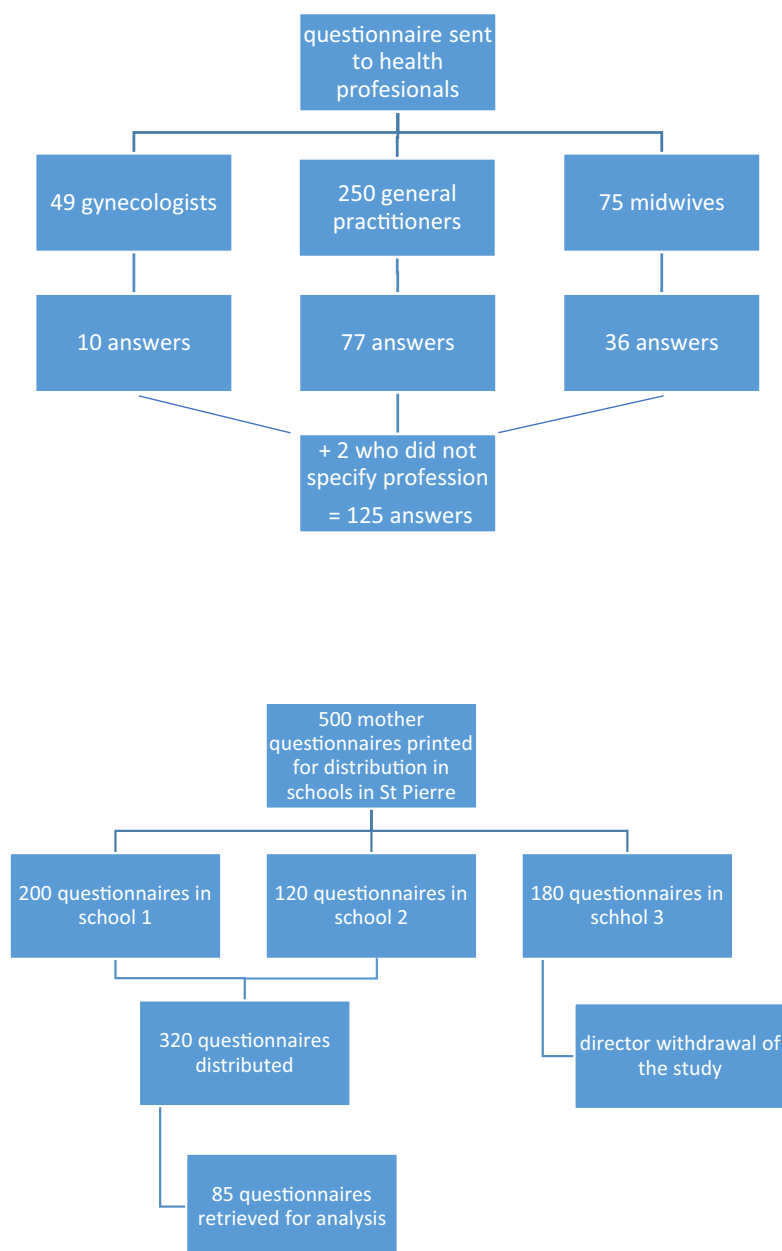 questionnaire sent
to health
profesionals
49 gynecologists
250 general
practitioners
75 midwives
10 answers
77 answers
36 answers
+ 2 who did not
specify profession
= 125 answers
500 mother
questionnaires printed
for distribution in
schools in St Pierre
200 questionnaires in
school 1
120 questionnaires in
school 2
180 questionnaires in
schhol 3
320 questionnaires
distributed
director withdrawal of
the study
85 questionnaires
retrieved for analysis